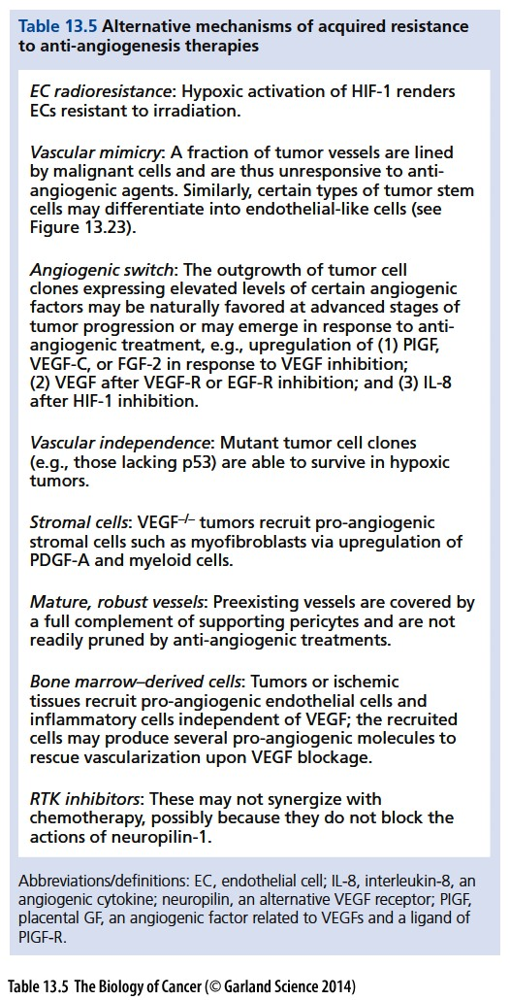 Table 13.5 Alternative mechanisms of acquired resistance
to anti-angiogenesis therapies
EC radioresistance: Hypoxic activation of HIF-1 renders
ECs resistant to irradiation.
Vascular mimicry: A fraction of tumor vessels are lined
by malignant cells and are thus unresponsive to anti-
angiogenic agents. Similarly, certain types of tumor stem
cells may differentiate into endothelial-like cells (see
Figure 13.23).
Angiogenic switch: The outgrowth of tumor cell
clones expressing elevated levels of certain angiogenic
factors may be naturally favored at advanced stages of
tumor progression or may emerge in response to anti-
angiogenic treatment, e.g., upregulation of (1) PlGF,
VEGF-C, or FGF-2 in response to VEGF inhibition;
(2) VEGF after VEGF-R or EGF-R inhibition; and (3) IL-8
after HIF-1 inhibition.
Vascular independence: Mutant tumor cell clones
(e.g., those lacking p53) are able to survive in hypoxic
tumors.
Stromal cells: VEGF–/– tumors recruit pro-angiogenic
stromal cells such as myofibroblasts via upregulation of
PDGF-A and myeloid cells.
Mature, robust vessels: Preexisting vessels are covered by
a full complement of supporting pericytes and are not
readily pruned by anti-angiogenic treatments.
Bone marrow–derived cells: Tumors or ischemic
tissues recruit pro-angiogenic endothelial cells and
inflammatory cells independent of VEGF; the recruited
cells may produce several pro-angiogenic molecules to
rescue vascularization upon VEGF blockage.
RTK inhibitors: These may not synergize with
chemotherapy, possibly because they do not block the
actions of neuropilin-1.
Abbreviations/definitions: EC, endothelial cell; IL-8, interleukin-8, an
angiogenic cytokine; neuropilin, an alternative VEGF receptor; PlGF,
placental GF, an angiogenic factor related to VEGFs and a ligand of
PlGF-R.
Table 13.5 The Biology of Cancer (© Garland Science 2014)